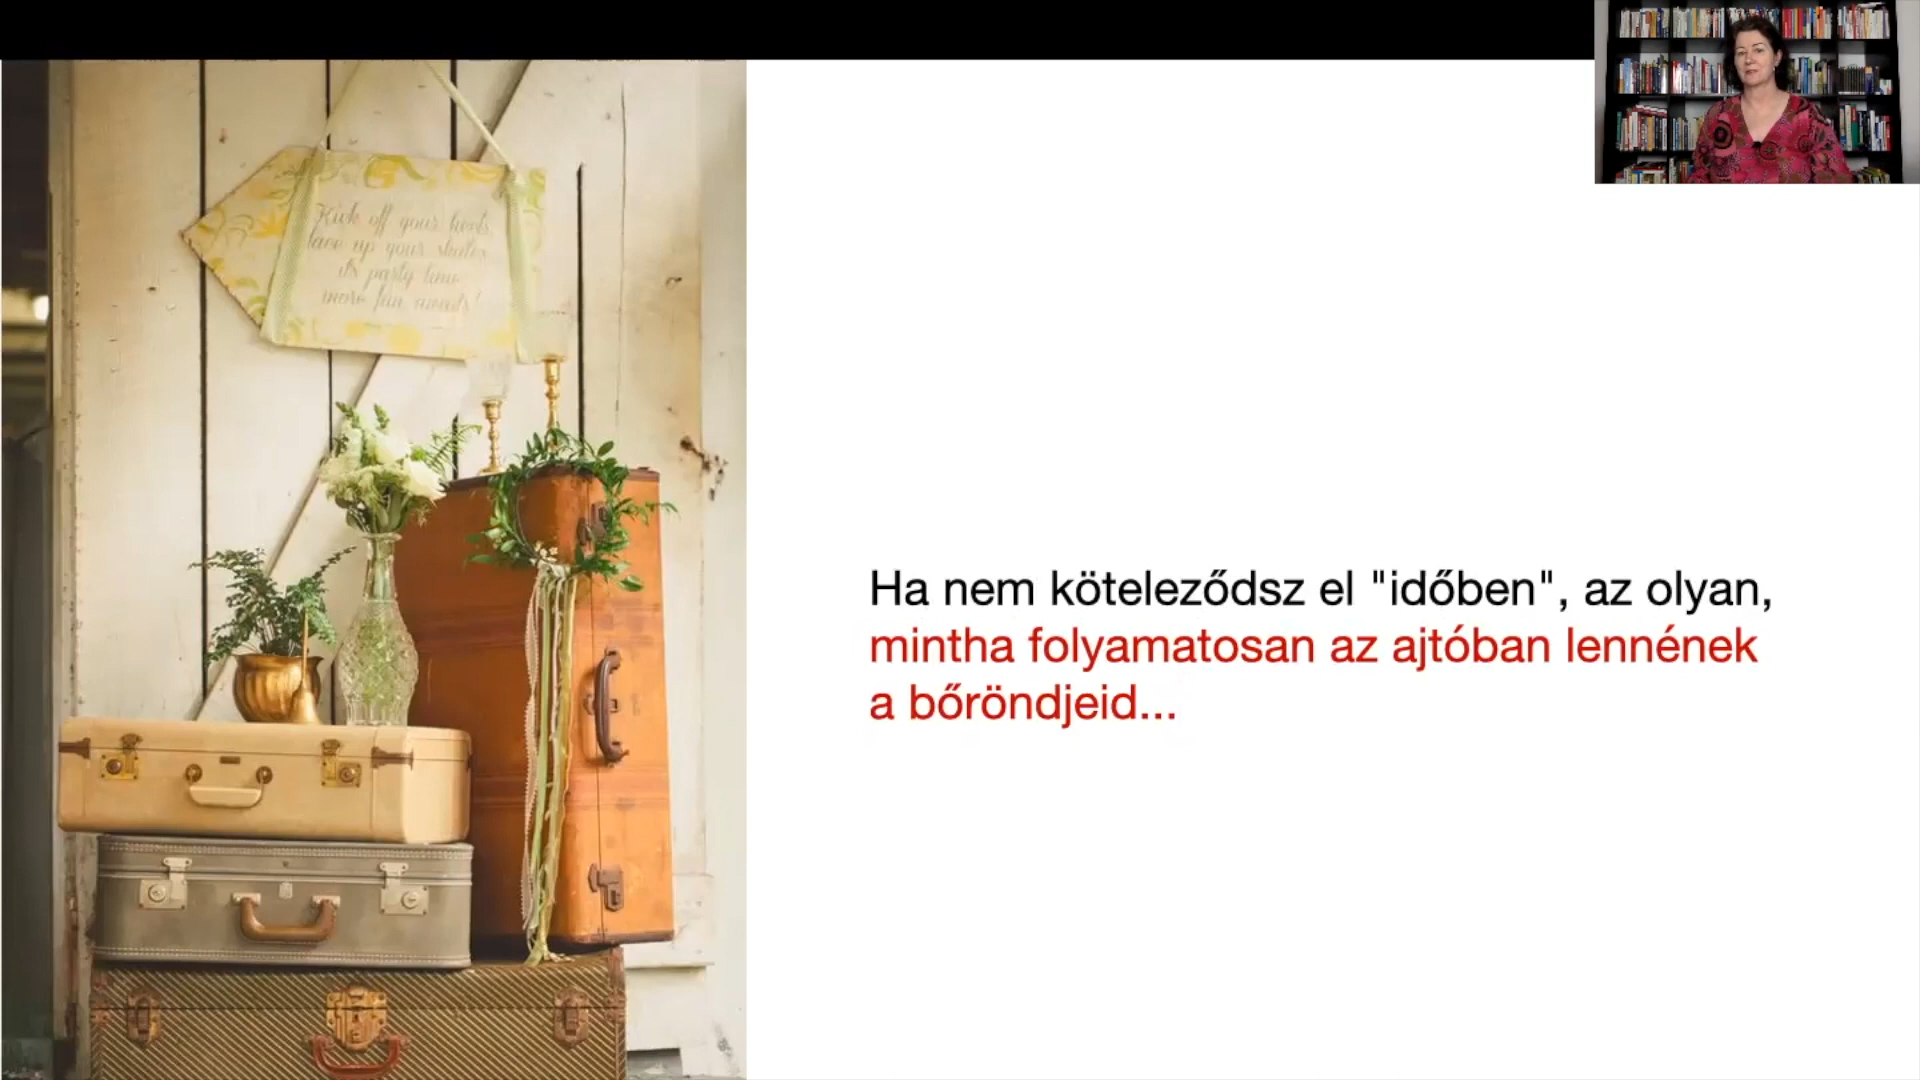 Kick off your heels,
lace up your skates
it's party time
more fun awaits!
Ha nem köteleződsz el "időben", az olyan,
mintha folyamatosan az ajtóban lennének
a bőröndjeid...